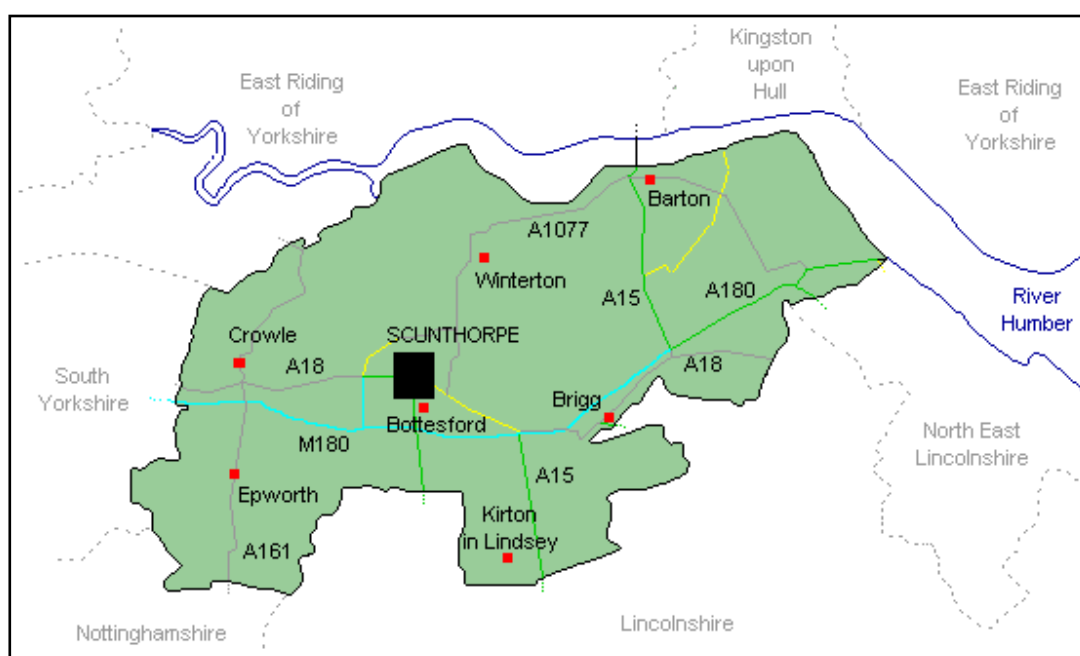 Kingston
upon
Hull
East Riding
of
Yorkshire
East Riding
of
Yorkshire
Barton
A1077
Winterton
A15
A180
River
Humber
Crowle
SCUNTHORPE
A18
A18
South
Yorkshire
Brigg
Bottesford
M180
North East
Lincolnshire
A15
Epworth
Kirton
in Lindsey
A161
Nottinghamshire
Lincolnshire